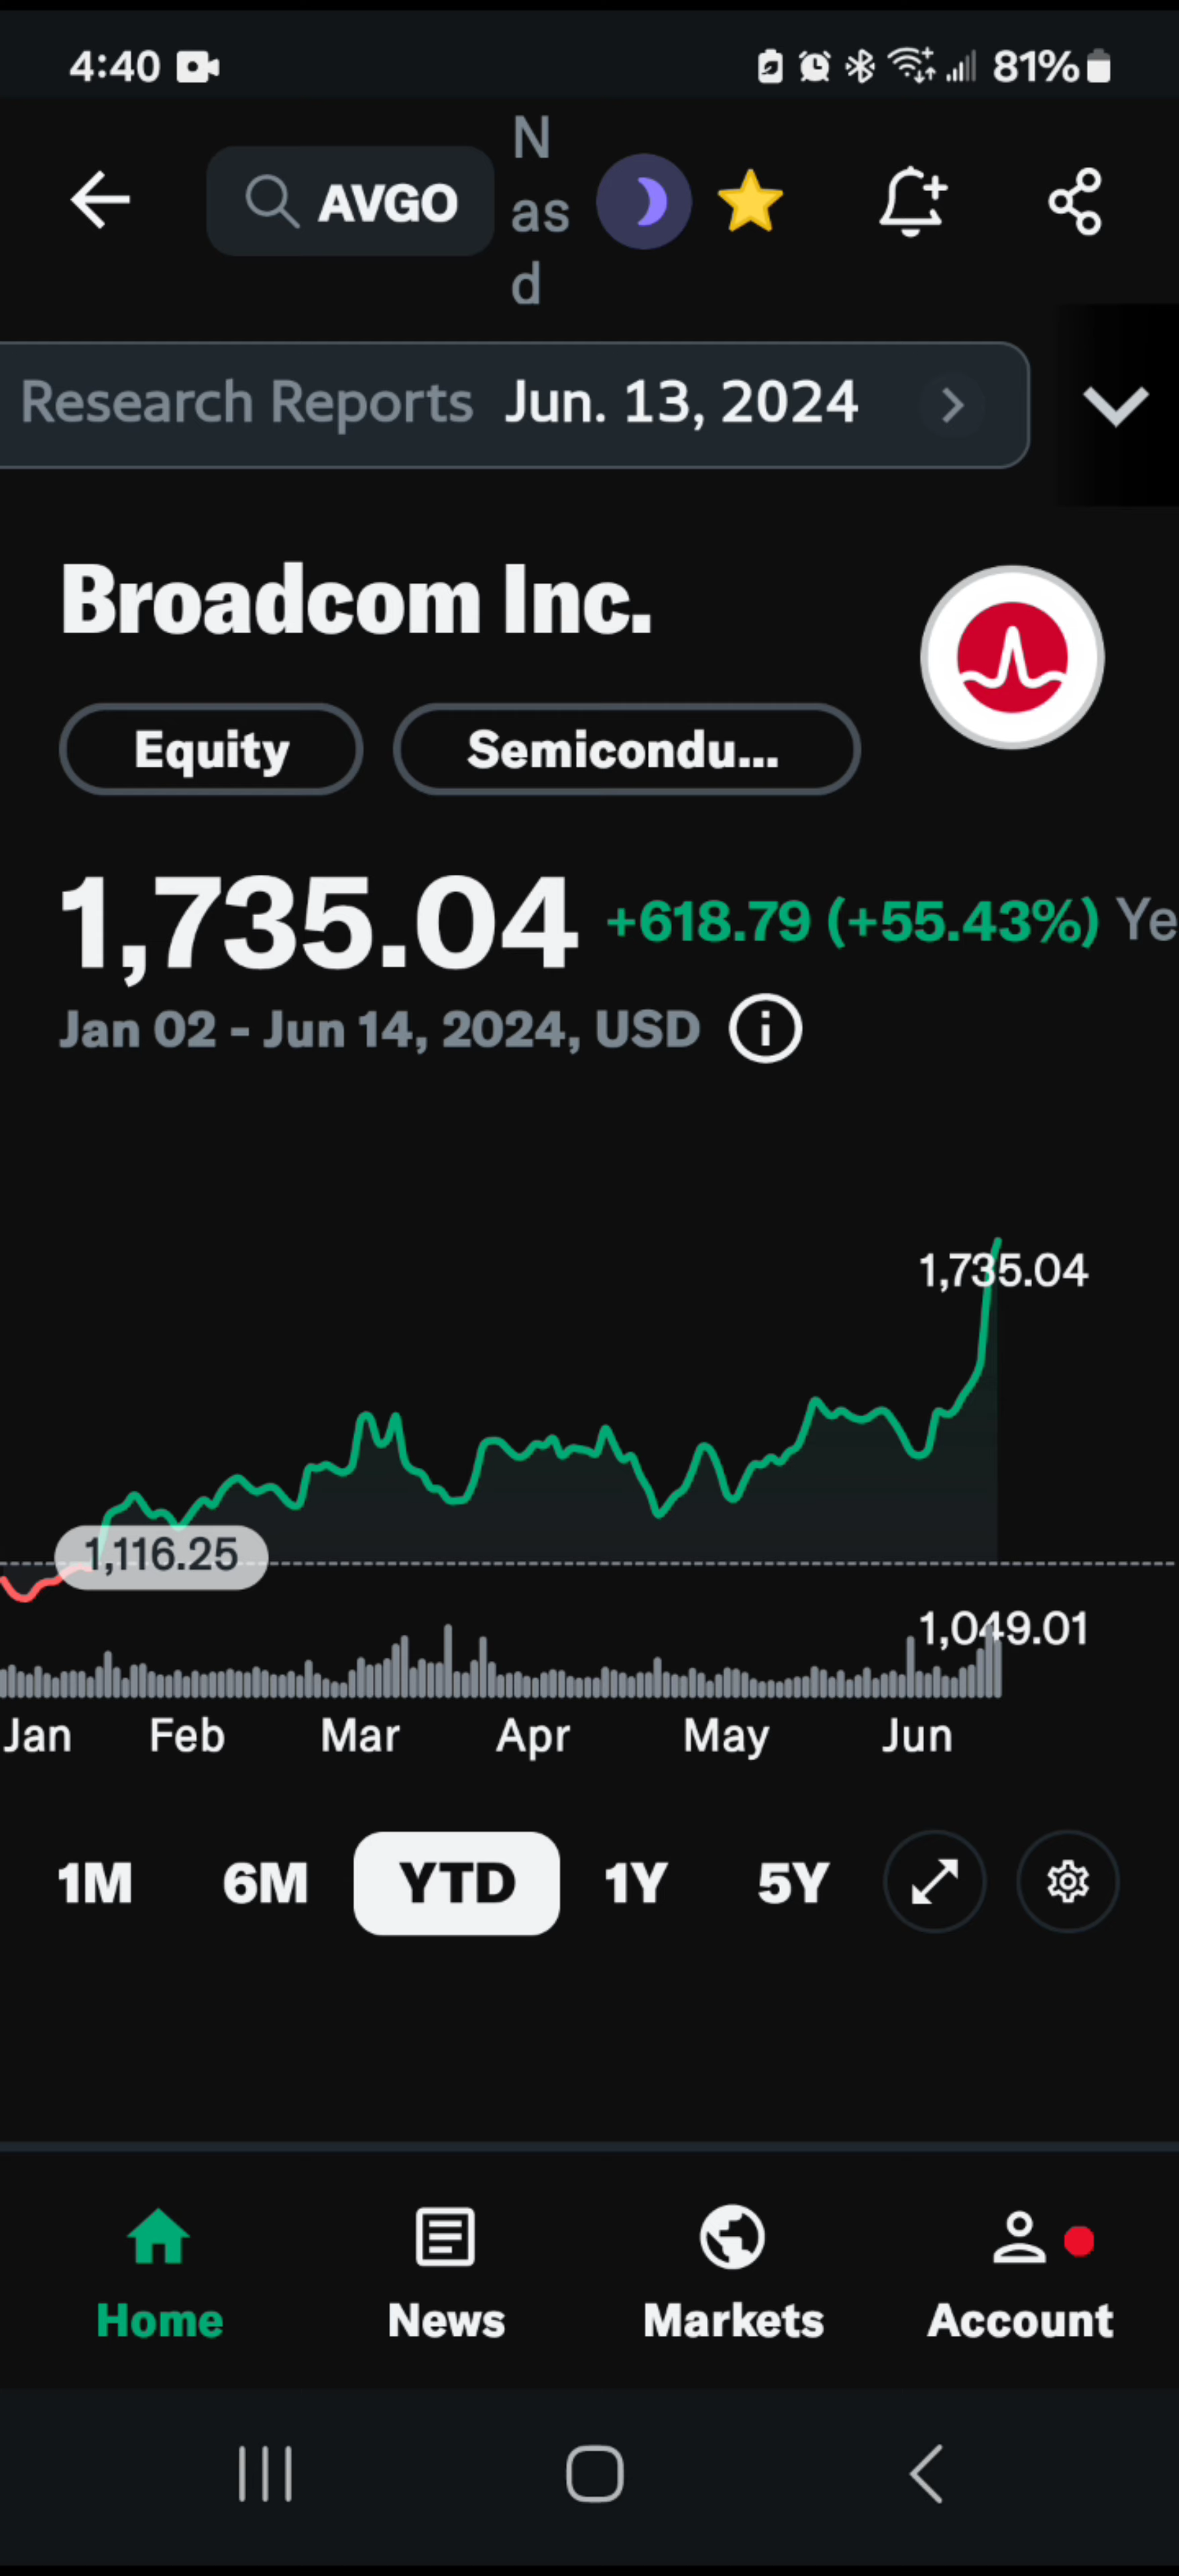 4:40 81%
AVGO
N
as
d
Research Reports Jun. 13, 2024
Broadcom Inc.
Equity Semicondu...
1,735.04 +618.79 (+55.43%) Ye
Jan 02 - Jun 14, 2024, USD
1,735.04
1,116.25
1,049.01
Jan Feb Mar Apr May Jun
1M 6M YTD 1Y 5Y
Home News Markets Account